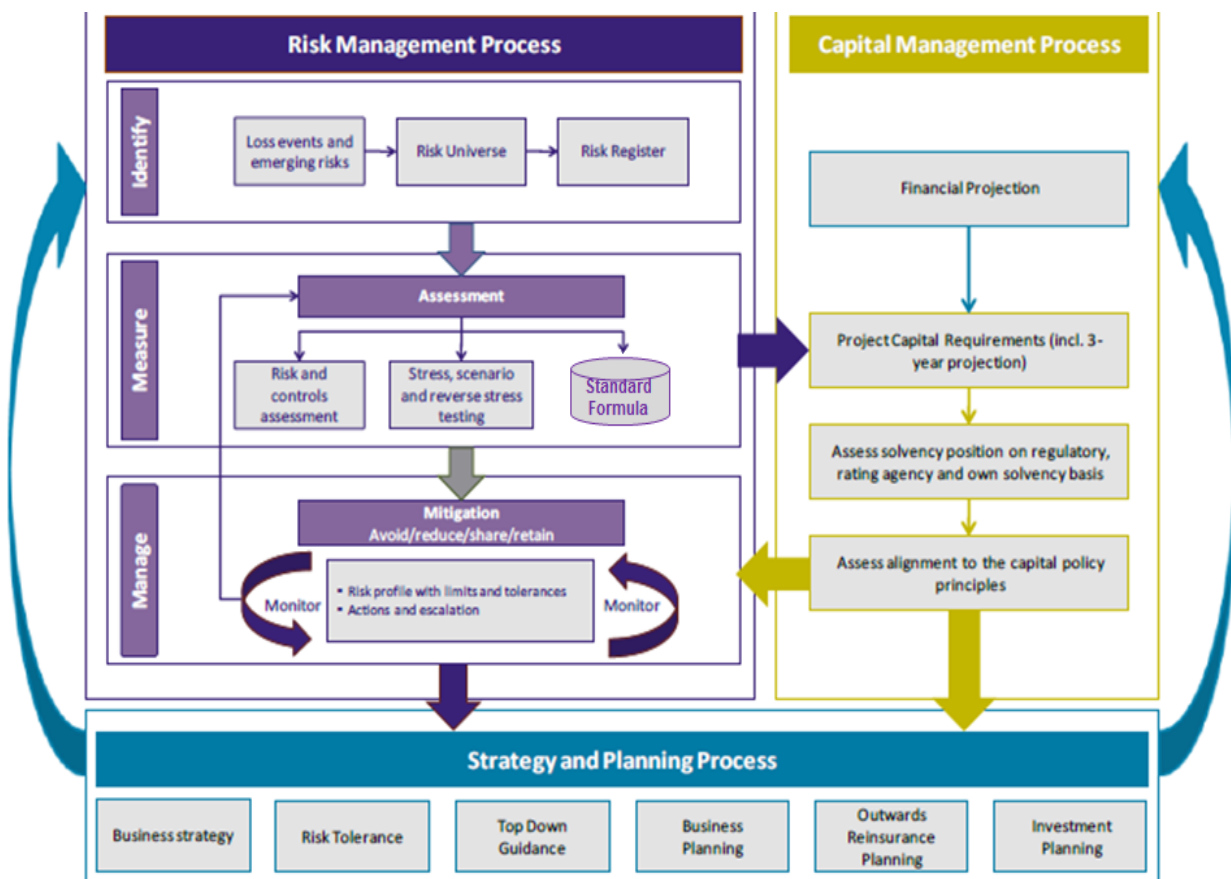 Risk Management Process
Capital Management Process
Identify
Loss events and
emerging risks
Risk Universe
Risk Register
Financial Projection
Measure
Assessment
Risk and
controls
assessment
Stress, scenario
and reverse stress
testing
Standard
Formula
Project Capital Requirements (incl. 3-
year projection)
Assess solvency position on regulatory,
rating agency and own solvency basis
Manage
Mitigation
Avoid/reduce/share/retain
Monitor
▪ Risk profile with limits and tolerances
▪ Actions and escalation
Monitor
Assess alignment to the capital policy
principles
Strategy and Planning Process
Business strategy
Risk Tolerance
Top Down
Guidance
Business
Planning
Outwards
Reinsurance
Planning
Investment
Planning